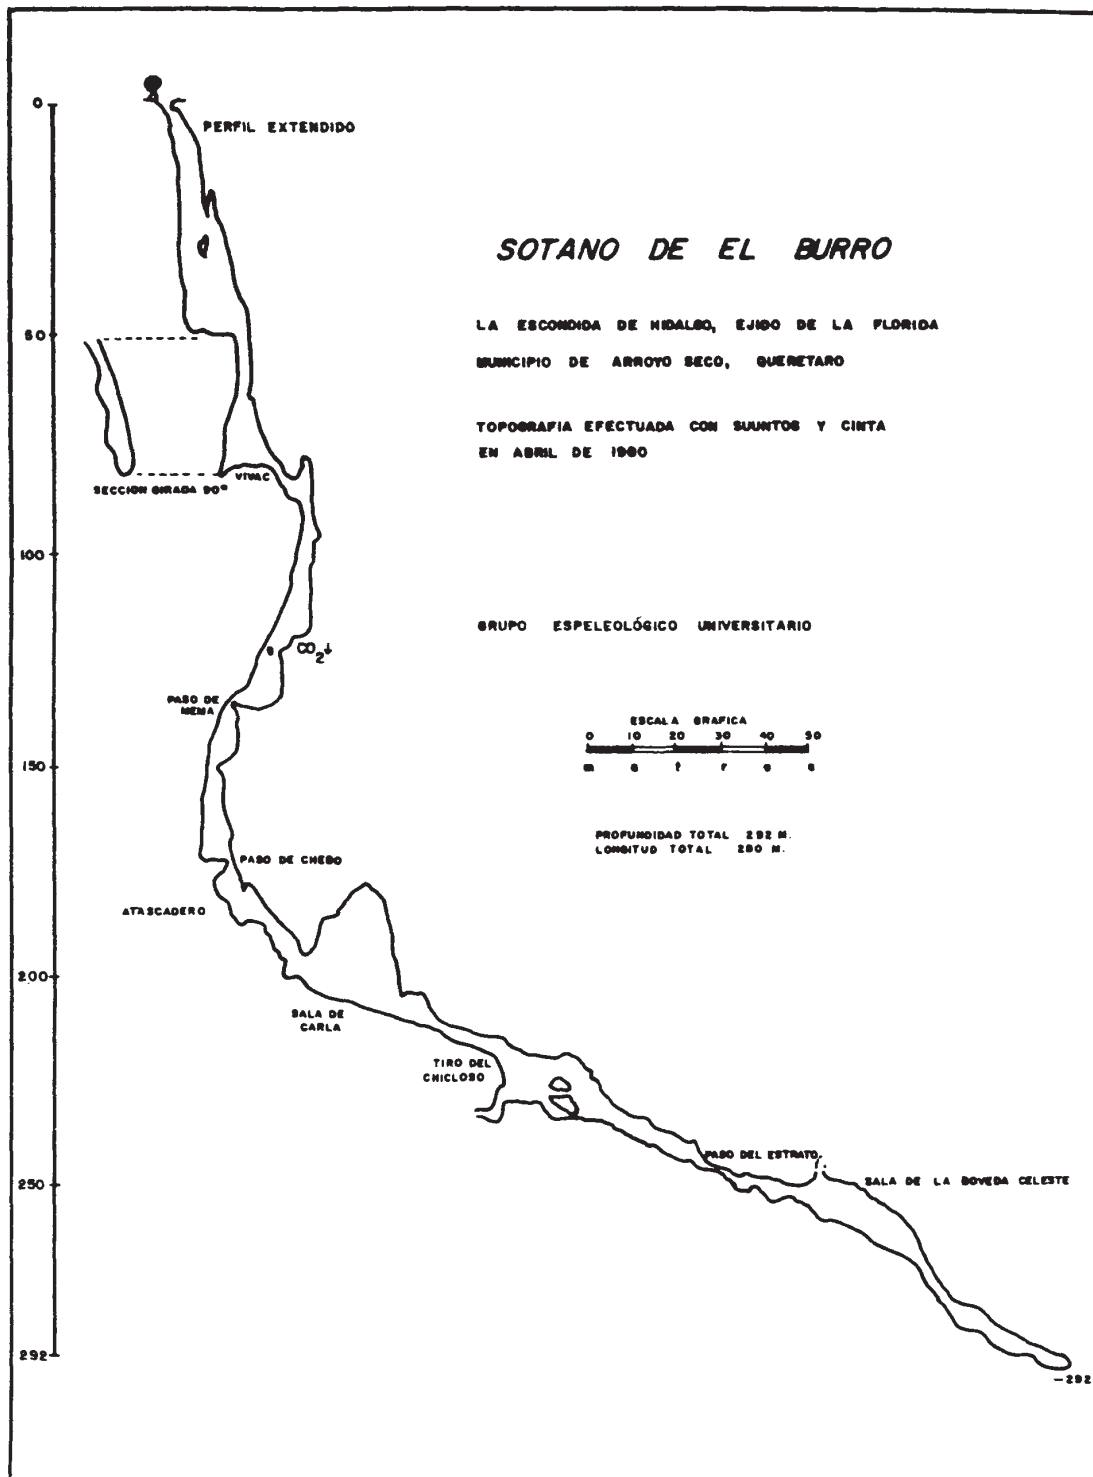 0
PERFIL EXTENDIDO
SOTANO DE EL BURRO
LA ESCONDIDA DE HIDALGO, EJIDO DE LA FLORIDA
MUNICIPIO DE ARROYO SECO, QUERETARO
50
TOPOGRAFIA EFECTUADA CON SUUNTOS Y CINTA
EN ABRIL DE 1980
VIVAC
SECCION GIRADA 90°
100
GRUPO ESPELEOLÓGICO UNIVERSITARIO
CO2↓
PASO DE
MEMA
ESCALA GRAFICA
0 10 20 30 40 50
metros
150
PROFUNDIDAD TOTAL 292 M.
LONGITUD TOTAL 280 M.
PASO DE CHEBO
ATASCADERO
200
SALA DE
CARLA
TIRO DEL
CHICLOSO
PASO DEL ESTRATO
SALA DE LA BOVEDA CELESTE
250
292
-292